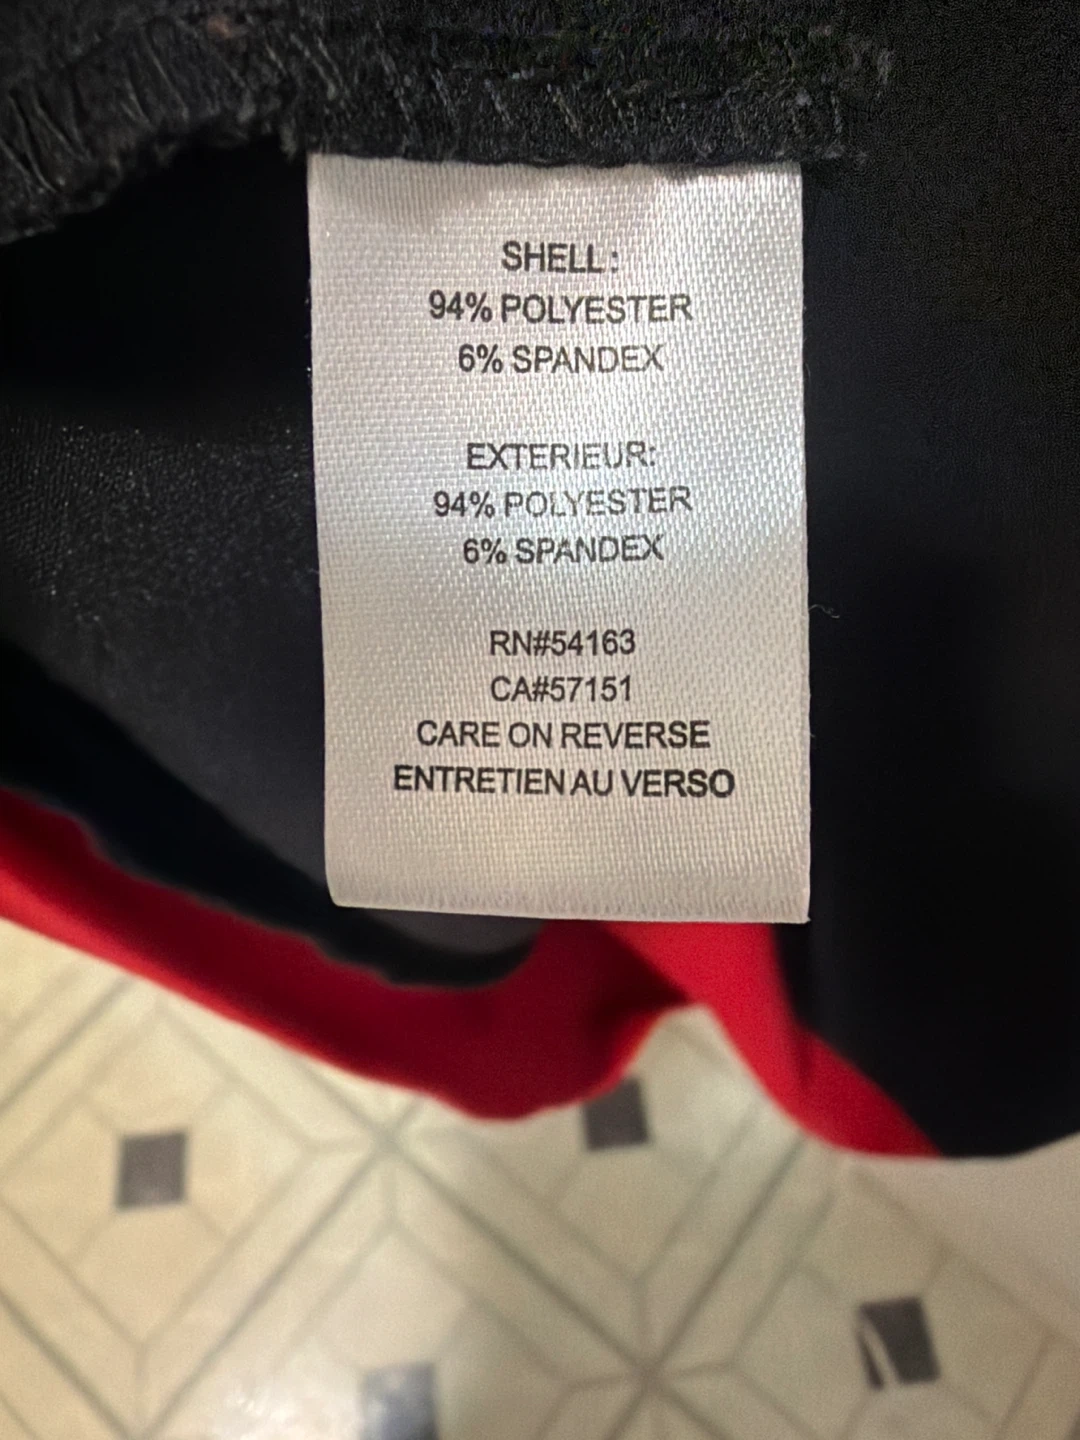 SHELL:
94% POLYESTER
6% SPANDEX
EXTERIEUR:
94% POLYESTER
6% SPANDEX
RN#54163
CA#57151
CARE ON REVERSE
ENTRETIEN AU VERSO